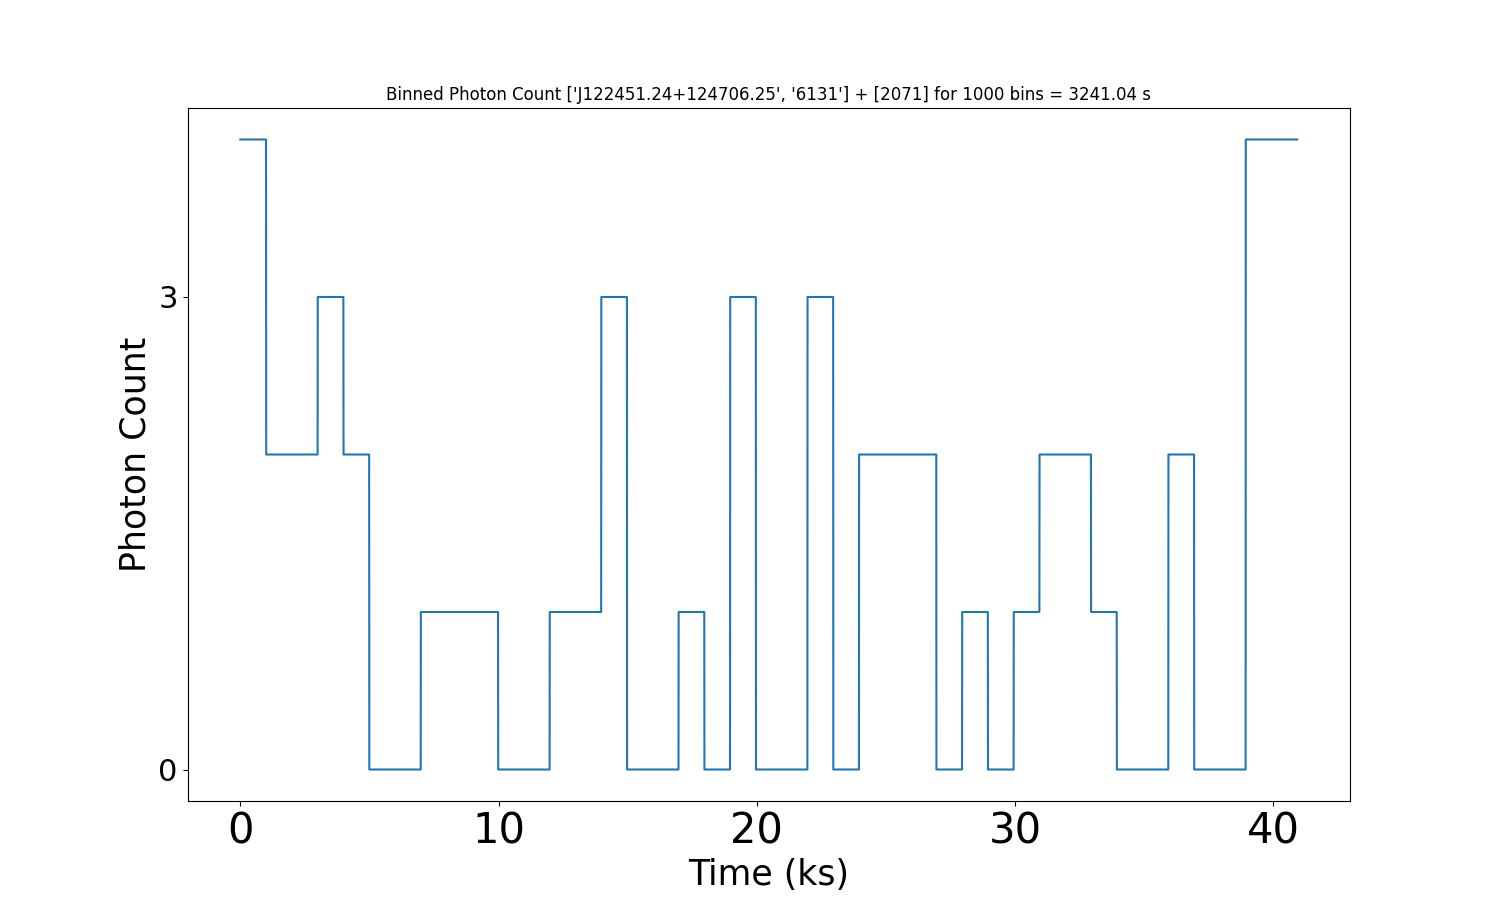 Binned Photon Count ['J122451.24+124706.25', '6131'] + [2071] for 1000 bins = 3241.04 s
3
0
Photon Count
0 10 20 30 40
Time (ks)